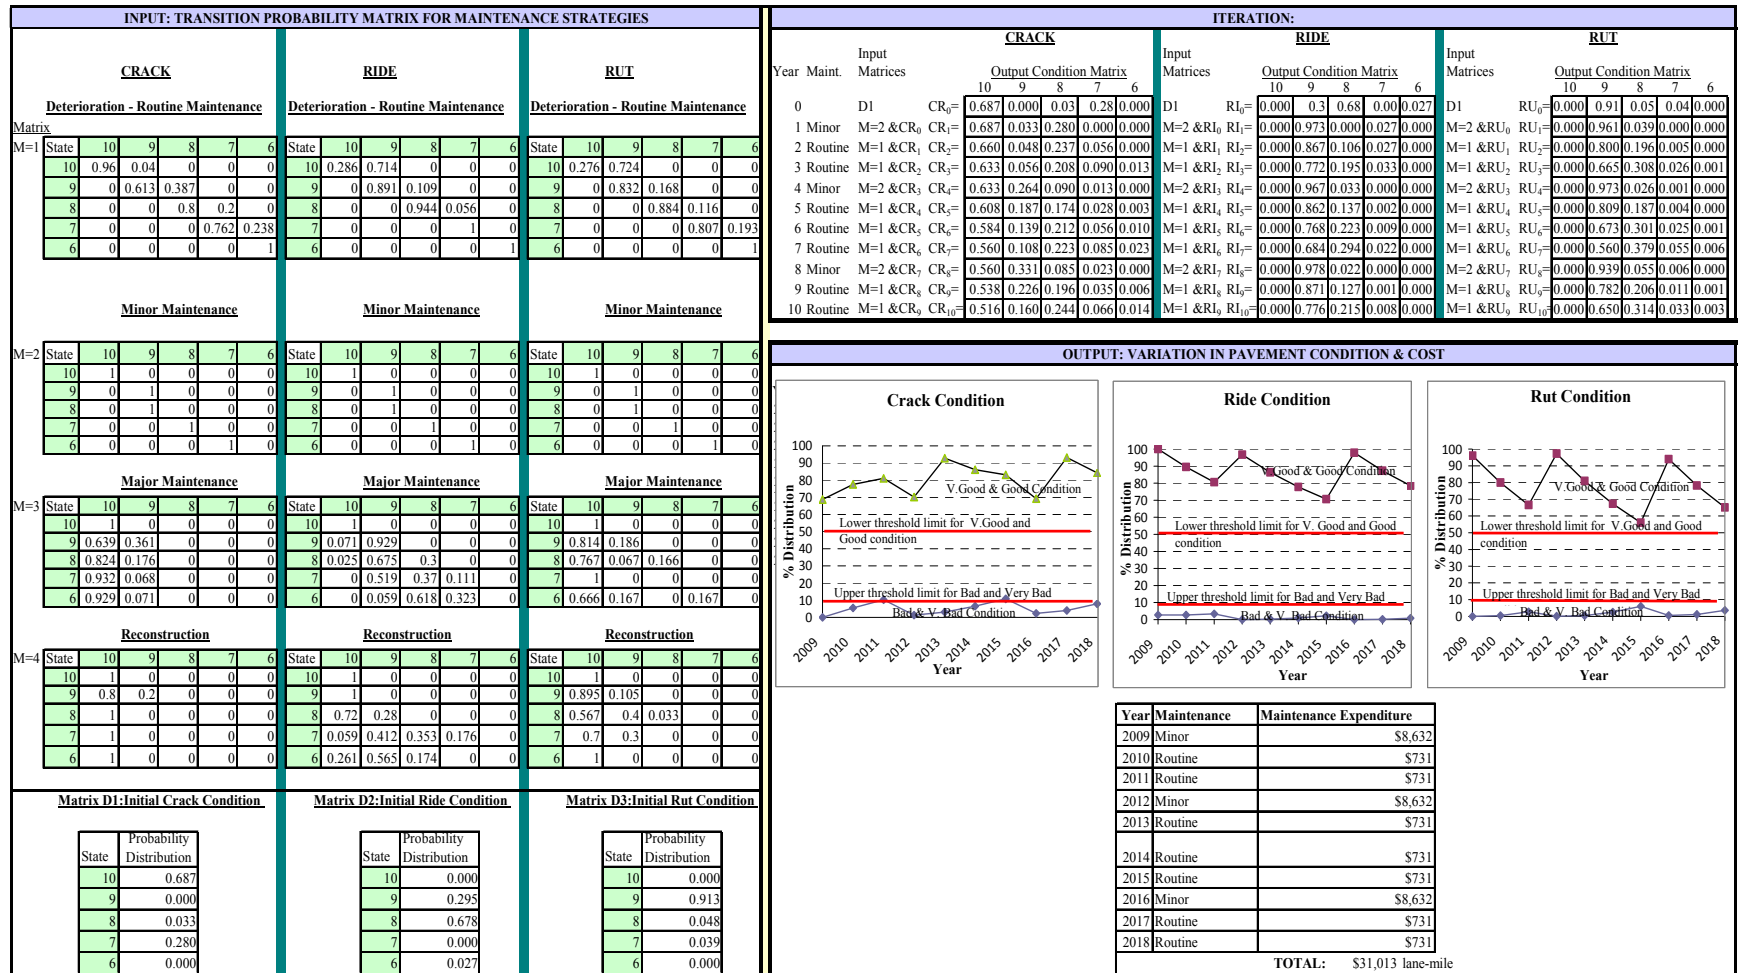 INPUT: TRANSITION PROBABILITY MATRIX FOR MAINTENANCE STRATEGIES
CRACK RIDE RUT
Deterioration - Routine Maintenance Deterioration - Routine Maintenance Deterioration - Routine Maintenance
Matrix
M=1 State 10 9 8 7 6 State 10 9 8 7 6 State 10 9 8 7 6
10 0.96 0.04 0 0 0 10 0.286 0.714 0 0 0 10 0.276 0.724 0 0 0
9 0 0.613 0.387 0 0 9 0 0.891 0.109 0 0 9 0 0.832 0.168 0 0
8 0 0 0.8 0.2 0 8 0 0 0.944 0.056 0 8 0 0 0.884 0.116 0
7 0 0 0 0.762 0.238 7 0 0 0 1 0 7 0 0 0 0.807 0.193
6 0 0 0 0 1 6 0 0 0 0 1 6 0 0 0 0 1
Minor Maintenance Minor Maintenance Minor Maintenance
M=2 State 10 9 8 7 6 State 10 9 8 7 6 State 10 9 8 7 6
10 1 0 0 0 0 10 1 0 0 0 0 10 1 0 0 0 0
9 0 1 0 0 0 9 0 1 0 0 0 9 0 1 0 0 0
8 0 1 0 0 0 8 0 1 0 0 0 8 0 1 0 0 0
7 0 0 1 0 0 7 0 0 1 0 0 7 0 0 1 0 0
6 0 0 0 1 0 6 0 0 0 1 0 6 0 0 0 1 0
Major Maintenance Major Maintenance Major Maintenance
M=3 State 10 9 8 7 6 State 10 9 8 7 6 State 10 9 8 7 6
10 1 0 0 0 0 10 1 0 0 0 0 10 1 0 0 0 0
9 0.639 0.361 0 0 0 9 0.071 0.929 0 0 0 9 0.814 0.186 0 0 0
8 0.824 0.176 0 0 0 8 0.025 0.675 0.3 0 0 8 0.767 0.067 0.166 0 0
7 0.932 0.068 0 0 0 7 0 0.519 0.37 0.111 0 7 1 0 0 0 0
6 0.929 0.071 0 0 0 6 0 0.059 0.618 0.323 0 6 0.666 0.167 0 0.167 0
Reconstruction Reconstruction Reconstruction
M=4 State 10 9 8 7 6 State 10 9 8 7 6 State 10 9 8 7 6
10 1 0 0 0 0 10 1 0 0 0 0 10 1 0 0 0 0
9 0.8 0.2 0 0 0 9 1 0 0 0 0 9 0.895 0.105 0 0 0
8 1 0 0 0 0 8 0.72 0.28 0 0 0 8 0.567 0.4 0.033 0 0
7 1 0 0 0 0 7 0.059 0.412 0.353 0.176 0 7 0.7 0.3 0 0 0
6 1 0 0 0 0 6 0.261 0.565 0.174 0 0 6 1 0 0 0 0
Matrix D1:Initial Crack Condition Matrix D2:Initial Ride Condition Matrix D3:Initial Rut Condition
Probability Probability Probability
State Distribution State Distribution State Distribution
10 0.687 10 0.000 10 0.000
9 0.000 9 0.295 9 0.913
8 0.033 8 0.678 8 0.048
7 0.280 7 0.000 7 0.039
6 0.000 6 0.027 6 0.000
ITERATION:
CRACK RIDE RUT
Input Input Input
Year Maint. Matrices Output Condition Matrix Matrices Output Condition Matrix Matrices Output Condition Matrix
10 9 8 7 6 10 9 8 7 6 10 9 8 7 6
0 D1 CR0= 0.687 0.000 0.03 0.28 0.000 D1 RI0= 0.000 0.3 0.68 0.00 0.027 D1 RU0= 0.000 0.91 0.05 0.04 0.000
1 Minor M=2 &CR0 CR1= 0.687 0.033 0.280 0.000 0.000 M=2 &RI0 RI1= 0.000 0.973 0.000 0.027 0.000 M=2 &RU0 RU1= 0.000 0.961 0.039 0.000 0.000
2 Routine M=1 &CR1 CR2= 0.660 0.048 0.237 0.056 0.000 M=1 &RI1 RI2= 0.000 0.867 0.106 0.027 0.000 M=1 &RU1 RU2= 0.000 0.800 0.196 0.005 0.000
3 Routine M=1 &CR2 CR3= 0.633 0.056 0.208 0.090 0.013 M=1 &RI2 RI3= 0.000 0.772 0.195 0.033 0.000 M=1 &RU2 RU3= 0.000 0.665 0.308 0.026 0.001
4 Minor M=2 &CR3 CR4= 0.633 0.264 0.090 0.013 0.000 M=2 &RI3 RI4= 0.000 0.967 0.033 0.000 0.000 M=2 &RU3 RU4= 0.000 0.973 0.026 0.001 0.000
5 Routine M=1 &CR4 CR5= 0.608 0.187 0.174 0.028 0.003 M=1 &RI4 RI5= 0.000 0.862 0.137 0.002 0.000 M=1 &RU4 RU5= 0.000 0.809 0.187 0.004 0.000
6 Routine M=1 &CR5 CR6= 0.584 0.139 0.212 0.056 0.010 M=1 &RI5 RI6= 0.000 0.768 0.223 0.009 0.000 M=1 &RU5 RU6= 0.000 0.673 0.301 0.025 0.001
7 Routine M=1 &CR6 CR7= 0.560 0.108 0.223 0.085 0.023 M=1 &RI6 RI7= 0.000 0.684 0.294 0.022 0.000 M=1 &RU6 RU7= 0.000 0.560 0.379 0.055 0.006
8 Minor M=2 &CR7 CR8= 0.560 0.331 0.085 0.023 0.000 M=2 &RI7 RI8= 0.000 0.978 0.022 0.000 0.000 M=2 &RU7 RU8= 0.000 0.939 0.055 0.006 0.000
9 Routine M=1 &CR8 CR9= 0.538 0.226 0.196 0.035 0.006 M=1 &RI8 RI9= 0.000 0.871 0.127 0.001 0.000 M=1 &RU8 RU9= 0.000 0.782 0.206 0.011 0.001
10 Routine M=1 &CR9 CR10= 0.516 0.160 0.244 0.066 0.014 M=1 &RI9 RI10= 0.000 0.776 0.215 0.008 0.000 M=1 &RU9 RU10= 0.000 0.650 0.314 0.033 0.003
OUTPUT: VARIATION IN PAVEMENT CONDITION & COST
Crack Condition
% Distribution
100
90
80
70
60
50
40
30
20
10
0
V.Good & Good Condition
Lower threshold limit for V.Good and
Good condition
Upper threshold limit for Bad and Very Bad
Bad & V. Bad Condition
2009 2010 2011 2012 2013 2014 2015 2016 2017 2018
Year
Ride Condition
% Distribution
100
90
80
70
60
50
40
30
20
10
0
V.Good & Good Condition
Lower threshold limit for V. Good and Good
condition
Upper threshold limit for Bad and Very Bad
Bad & V. Bad Condition
2009 2010 2011 2012 2013 2014 2015 2016 2017 2018
Year
Rut Condition
% Distribution
100
90
80
70
60
50
40
30
20
10
0
V.Good & Good Condition
Lower threshold limit for V.Good and Good
condition
Upper threshold limit for Bad and Very Bad
Bad & V. Bad Condition
2009 2010 2011 2012 2013 2014 2015 2016 2017 2018
Year
Year Maintenance Maintenance Expenditure
2009 Minor $8,632
2010 Routine $731
2011 Routine $731
2012 Minor $8,632
2013 Routine $731
2014 Routine $731
2015 Routine $731
2016 Minor $8,632
2017 Routine $731
2018 Routine $731
TOTAL: $31,013 lane-mile